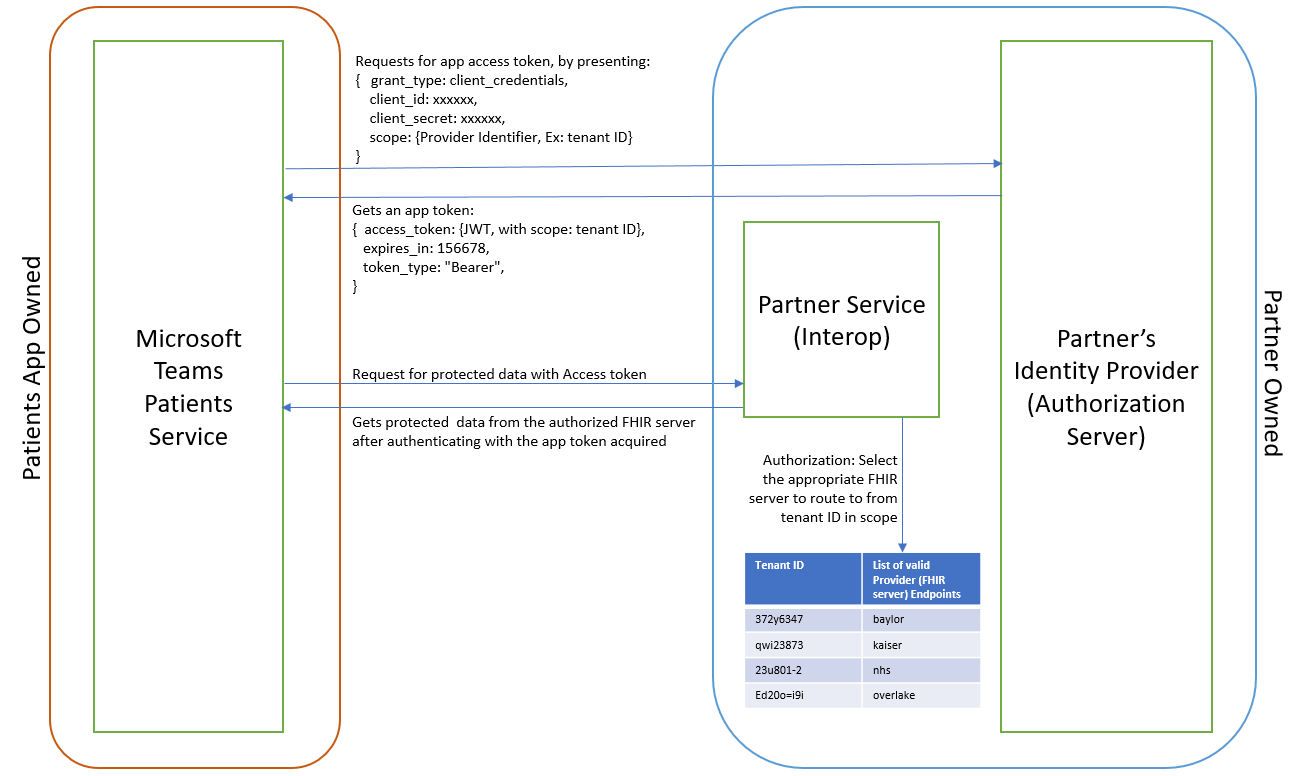 Patients App Owned
Microsoft
Teams
Patients
Service
Requests for app access token, by presenting:
{ grant_type: client_credentials,
client_id: xxxxxx,
client_secret: xxxxxx,
scope: {Provider Identifier, Ex: tenant ID}
}
Gets an app token:
{ access_token: {JWT, with scope: tenant ID},
expires_in: 156678,
token_type: "Bearer",
}
Request for protected data with Access token
Gets protected data from the authorized FHIR server
after authenticating with the app token acquired
Partner Service
(Interop)
Authorization: Select
the appropriate FHIR
server to route to from
tenant ID in scope
Tenant ID
List of valid
Provider (FHIR
server) Endpoints
372y6347 baylor
qwi23873 kaiser
23u801-2 nhs
Ed20o=i9i overlake
Partner’s
Identity Provider
(Authorization
Server)
Partner Owned